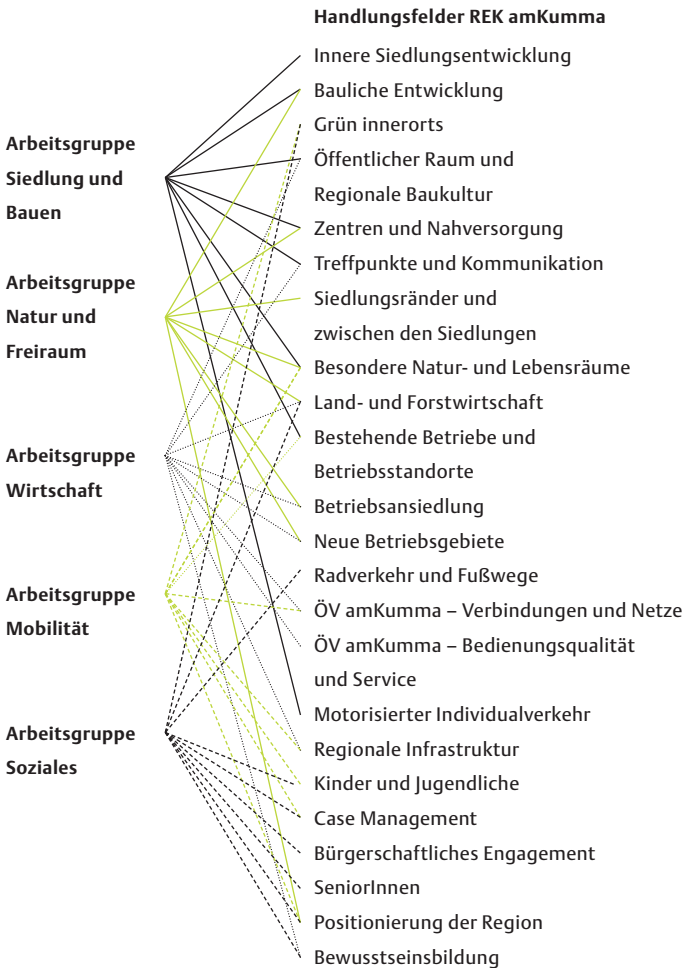 Handlungsfelder REK amKumma
Innere Siedlungsentwicklung
Bauliche Entwicklung
Grün innerorts
Öffentlicher Raum und
Regionale Baukultur
Zentren und Nahversorgung
Treffpunkte und Kommunikation
Siedlungsränder und
zwischen den Siedlungen
Besondere Natur- und Lebensräume
Land- und Forstwirtschaft
Bestehende Betriebe und
Betriebsstandorte
Betriebsansiedlung
Neue Betriebsgebiete
Radverkehr und Fußwege
ÖV amKumma – Verbindungen und Netze
ÖV amKumma – Bedienungsqualität
und Service
Motorisierter Individualverkehr
Regionale Infrastruktur
Kinder und Jugendliche
Case Management
Bürgerschaftliches Engagement
SeniorInnen
Positionierung der Region
Bewusstseinsbildung
Arbeitsgruppe
Siedlung und
Bauen
Arbeitsgruppe
Natur und
Freiraum
Arbeitsgruppe
Wirtschaft
Arbeitsgruppe
Mobilität
Arbeitsgruppe
Soziales